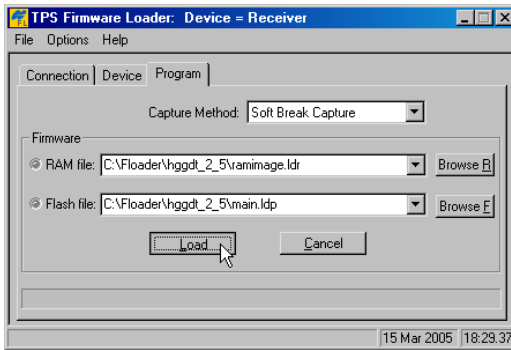 TPS Firmware Loader: Device = Receiver
File Options Help
Connection Device Program
Capture Method: Soft Break Capture
Firmware
RAM file: C:\Floader\hggdt_2_5\ramimage.ldr Browse R
Flash file: C:\Floader\hggdt_2_5\main.ldp Browse F
Load Cancel
15 Mar 2005 18:29.37